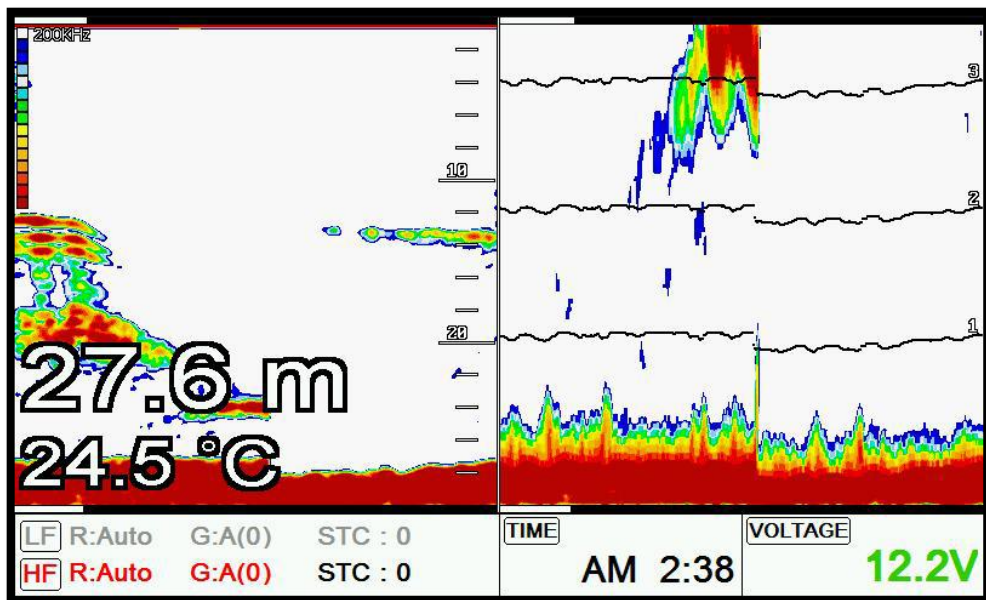 200KHz
10
20
27.6 m
24.5 °C
3
2
1
LF R:Auto G:A(0) STC : 0
HF R:Auto G:A(0) STC : 0
TIME
AM 2:38
VOLTAGE
12.2V